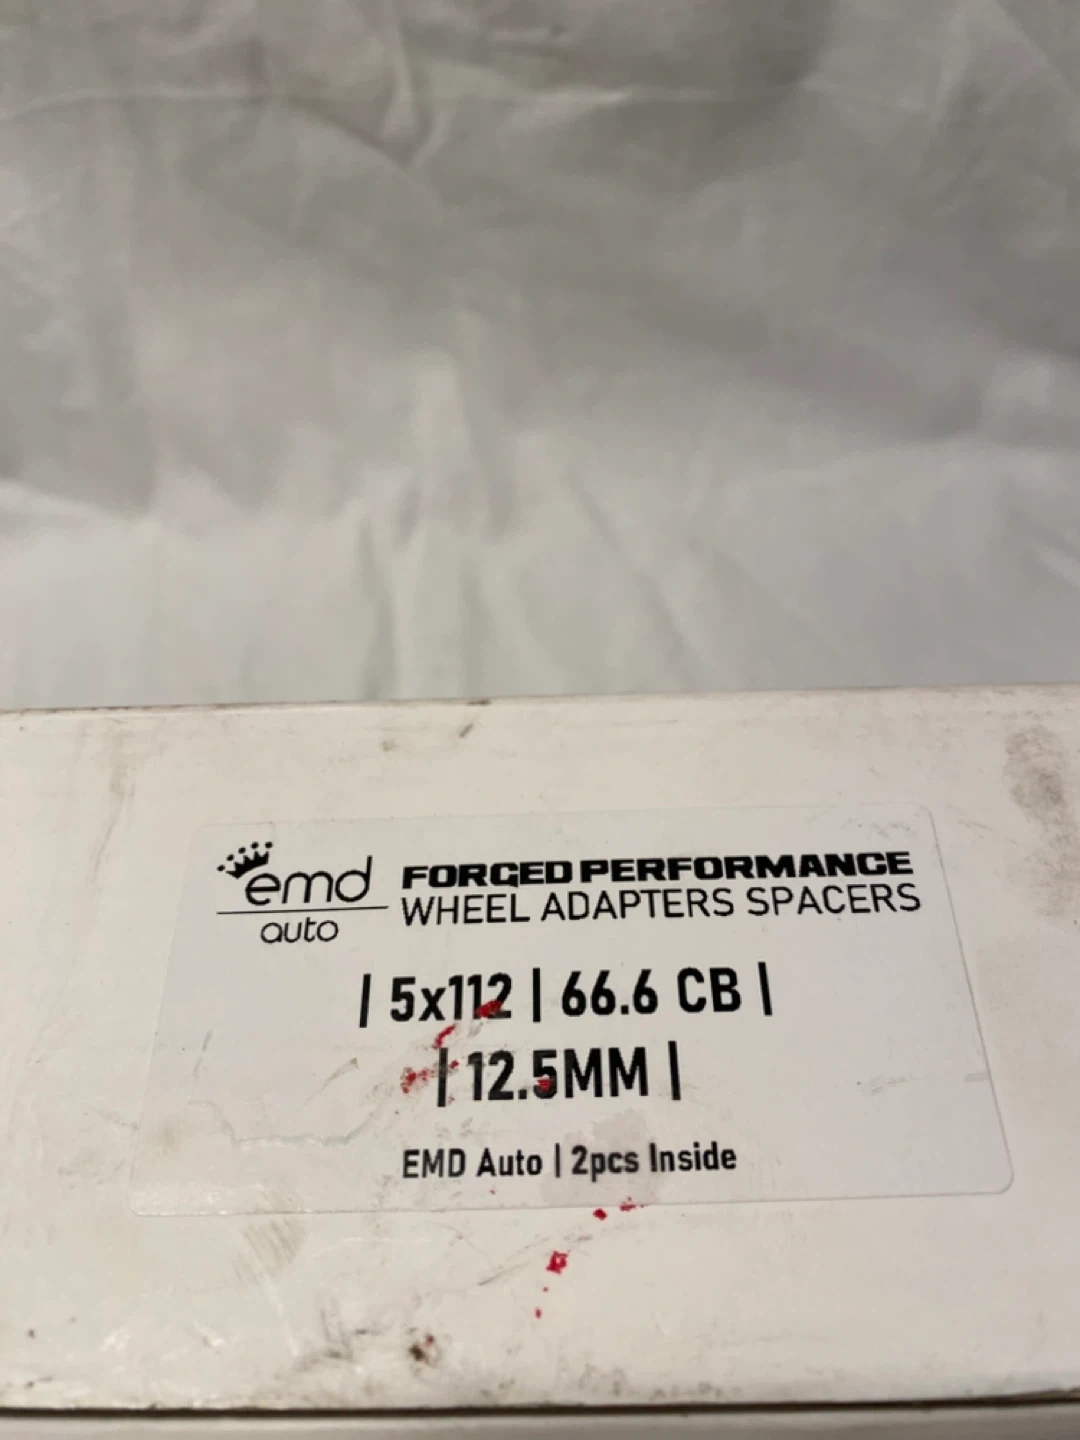 emd
auto
FORGED PERFORMANCE
WHEEL ADAPTERS SPACERS
| 5x112 | 66.6 CB |
| 12.5MM |
EMD Auto | 2pcs Inside